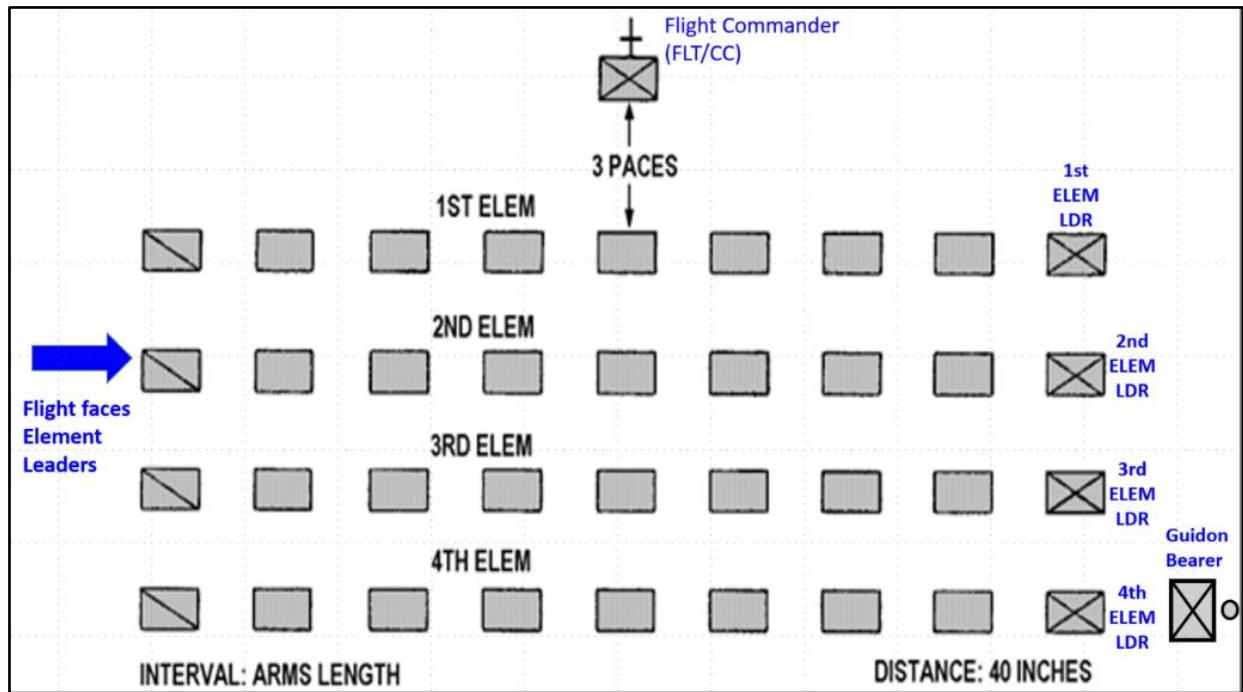 Flight Commander
(FLT/CC)
3 PACES
1st
ELEM
LDR
1ST ELEM
2ND ELEM
2nd
ELEM
LDR
Flight faces
Element
Leaders
3RD ELEM
3rd
ELEM
LDR
Guidon
Bearer
4TH ELEM
4th
ELEM
LDR
INTERVAL: ARMS LENGTH
DISTANCE: 40 INCHES